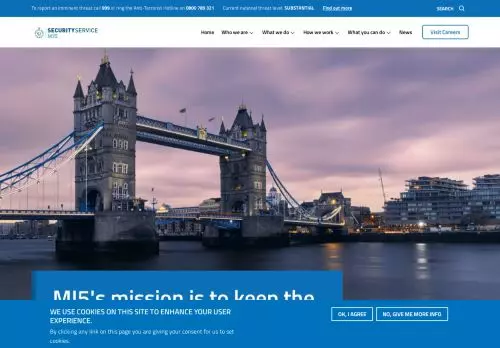 To report an imminent threat call 999 or ring the Anti-Terrorist Hotline on 0800 789 321 Current national threat level: SUBSTANTIAL Find out more SEARCH
SECURITY SERVICE
MI5
Home Who we are What we do How we work What you can do News Visit Careers
MI5's mission is to keep the
WE USE COOKIES ON THIS SITE TO ENHANCE YOUR USER
EXPERIENCE.
By clicking any link on this page you are giving your consent for us to set
cookies.
OK, I AGREE NO, GIVE ME MORE INFO